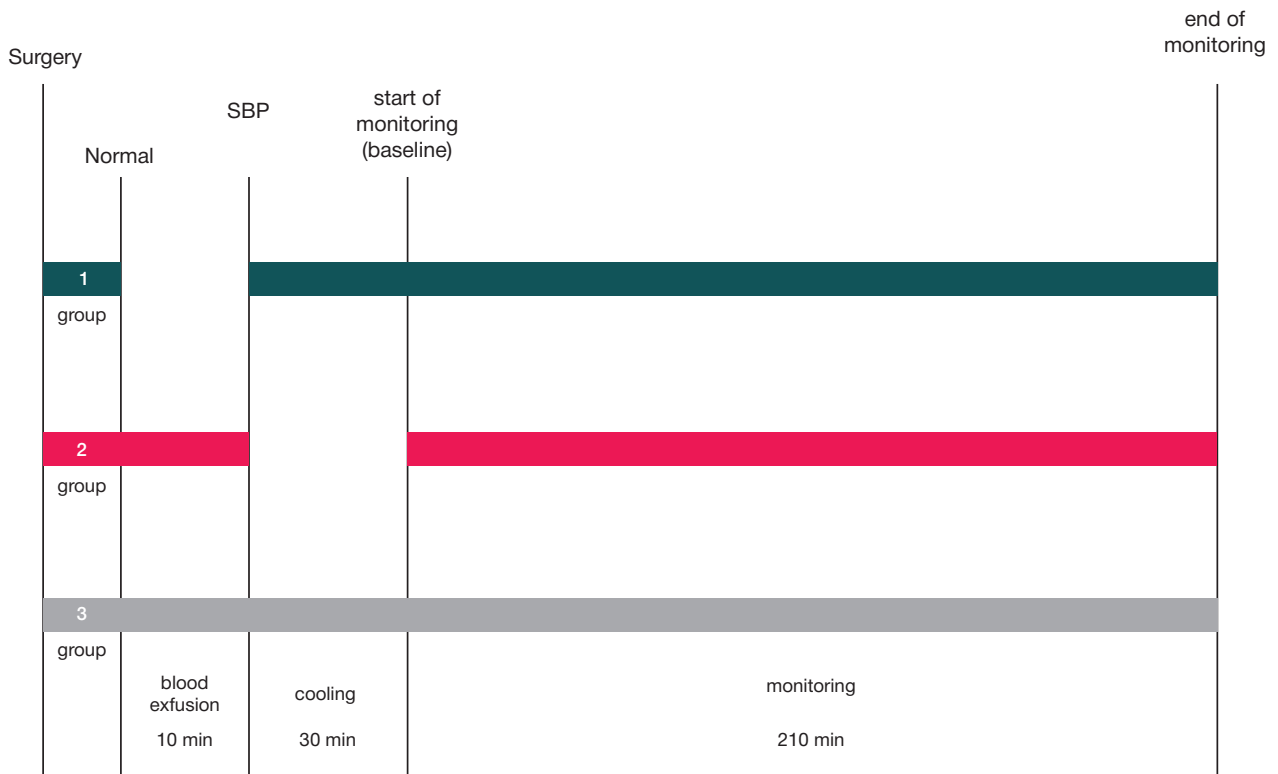 end of
monitoring
Surgery
SBP
start of
monitoring
(baseline)
Normal
1
group
2
group
3
group
blood
exfusion
cooling
monitoring
10 min
30 min
210 min